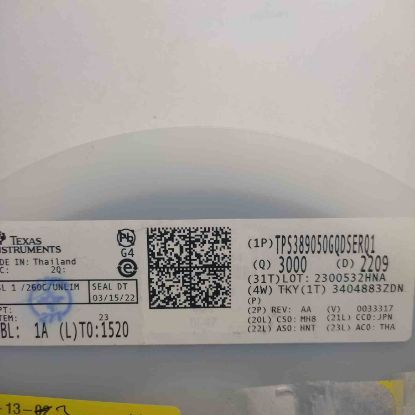 TEXAS
INSTRUMENTS
DE IN: Thailand
C: 2Q:
SL 1 /260C/UNLIM
SEAL DT
03/15/22
PT:
TEM: 23
BL: 1A (L)TO:1520
Pb
G4
e
(1P)TPS389050GQDSERQ1
(Q) 3000 (D) 2209
(31T)LOT: 2300532HNA
(4W) TKY(1T) 3404883ZDN
(P)
(2P) REV: AA (V) 0033317
(20L) CSO:MH8 (21L) CCO:JPN
(22L) ASO:HNT (23L) ACO:THA
-13-